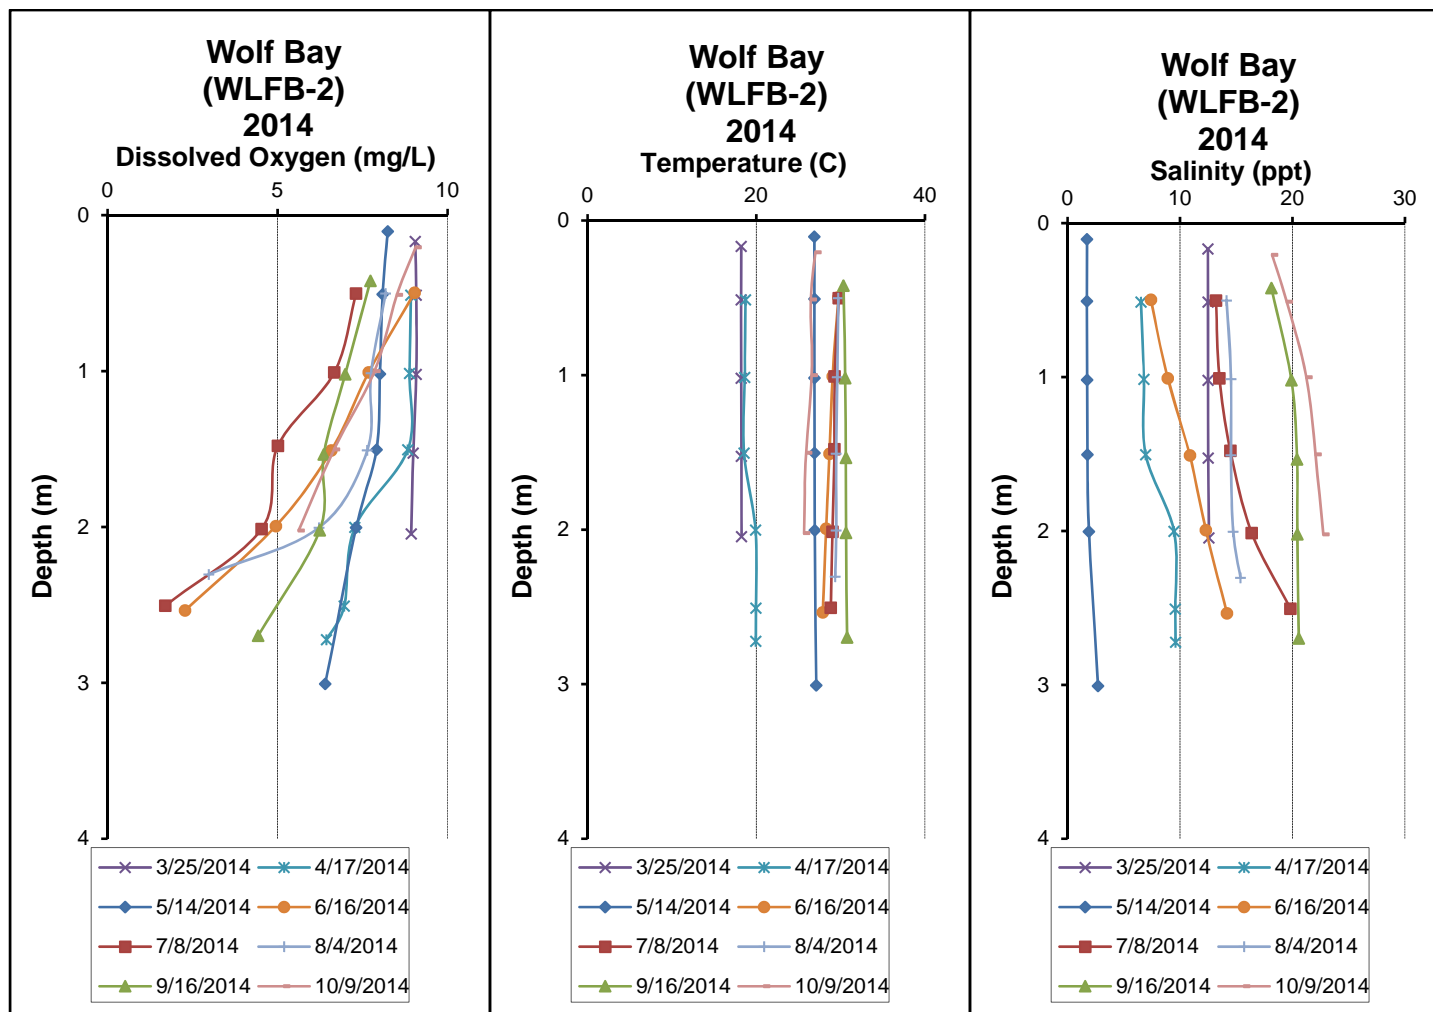 Wolf Bay
(WLFB-2)
2014
Dissolved Oxygen (mg/L)
0 5 10
0
1
2
3
4
Depth (m)
3/25/2014 4/17/2014
5/14/2014 6/16/2014
7/8/2014 8/4/2014
9/16/2014 10/9/2014
Wolf Bay
(WLFB-2)
2014
Temperature (C)
0 20 40
0
1
2
3
4
Depth (m)
3/25/2014 4/17/2014
5/14/2014 6/16/2014
7/8/2014 8/4/2014
9/16/2014 10/9/2014
Wolf Bay
(WLFB-2)
2014
Salinity (ppt)
0 10 20 30
0
1
2
3
4
Depth (m)
3/25/2014 4/17/2014
5/14/2014 6/16/2014
7/8/2014 8/4/2014
9/16/2014 10/9/2014